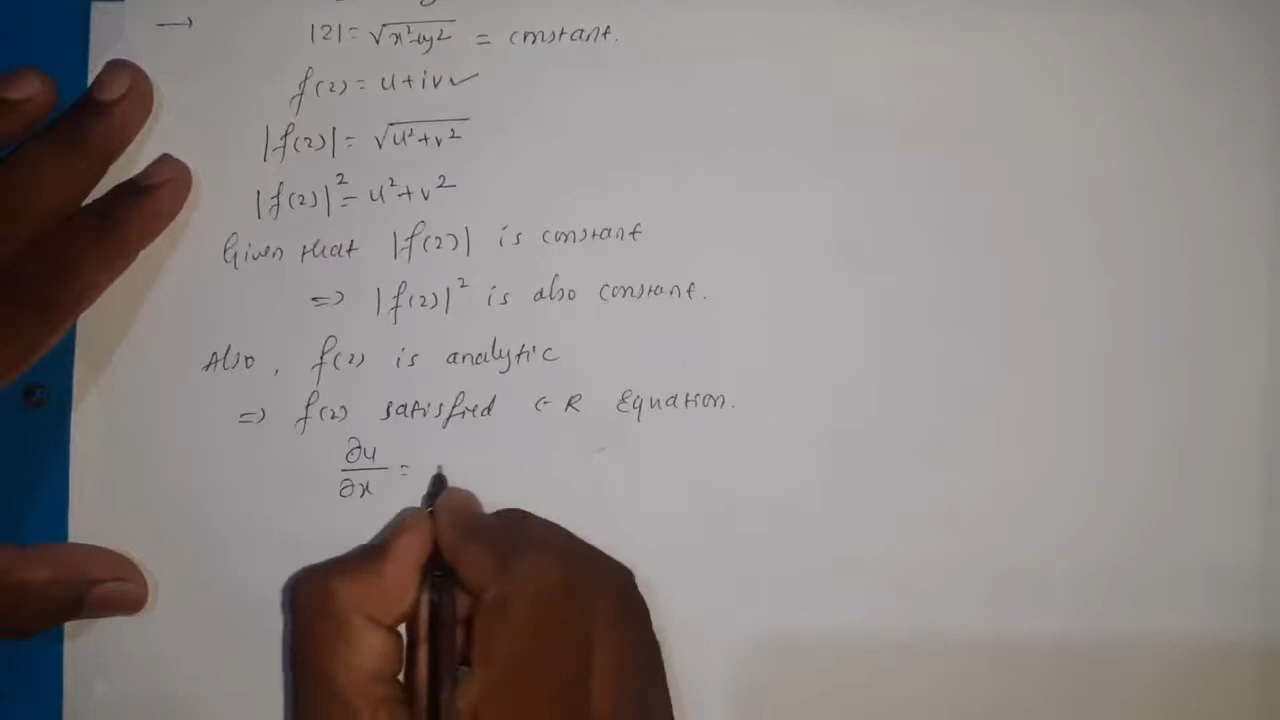 → |z| = √x²+y² = constant.
f(z) = u+iv ✓
|f(z)| = √u²+v²
|f(z)|² = u²+v²
Given that |f(z)| is constant
=> |f(z)|² is also constant.
Also, f(z) is analytic
=> f(z) satisfied C-R Equation.
∂u/∂x =